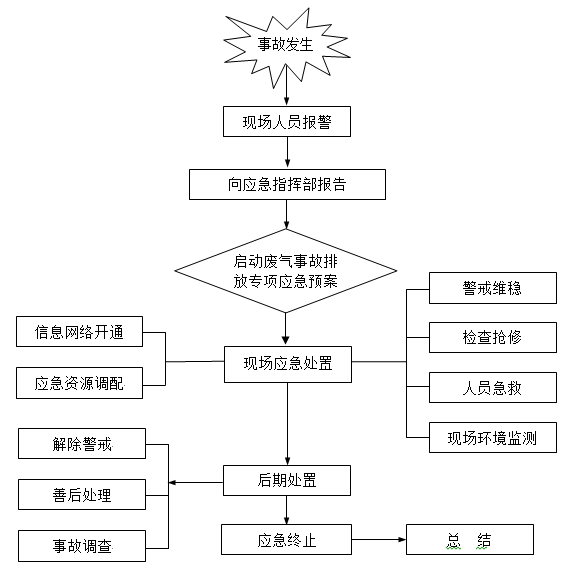 事故发生
现场人员报警
向应急指挥部报告
启动废气事故排
放专项应急预案
警戒维稳
信息网络开通
检查抢修
现场应急处置
应急资源调配
人员急救
解除警戒
现场环境监测
后期处置
善后处理
事故调查
应急终止
总 结